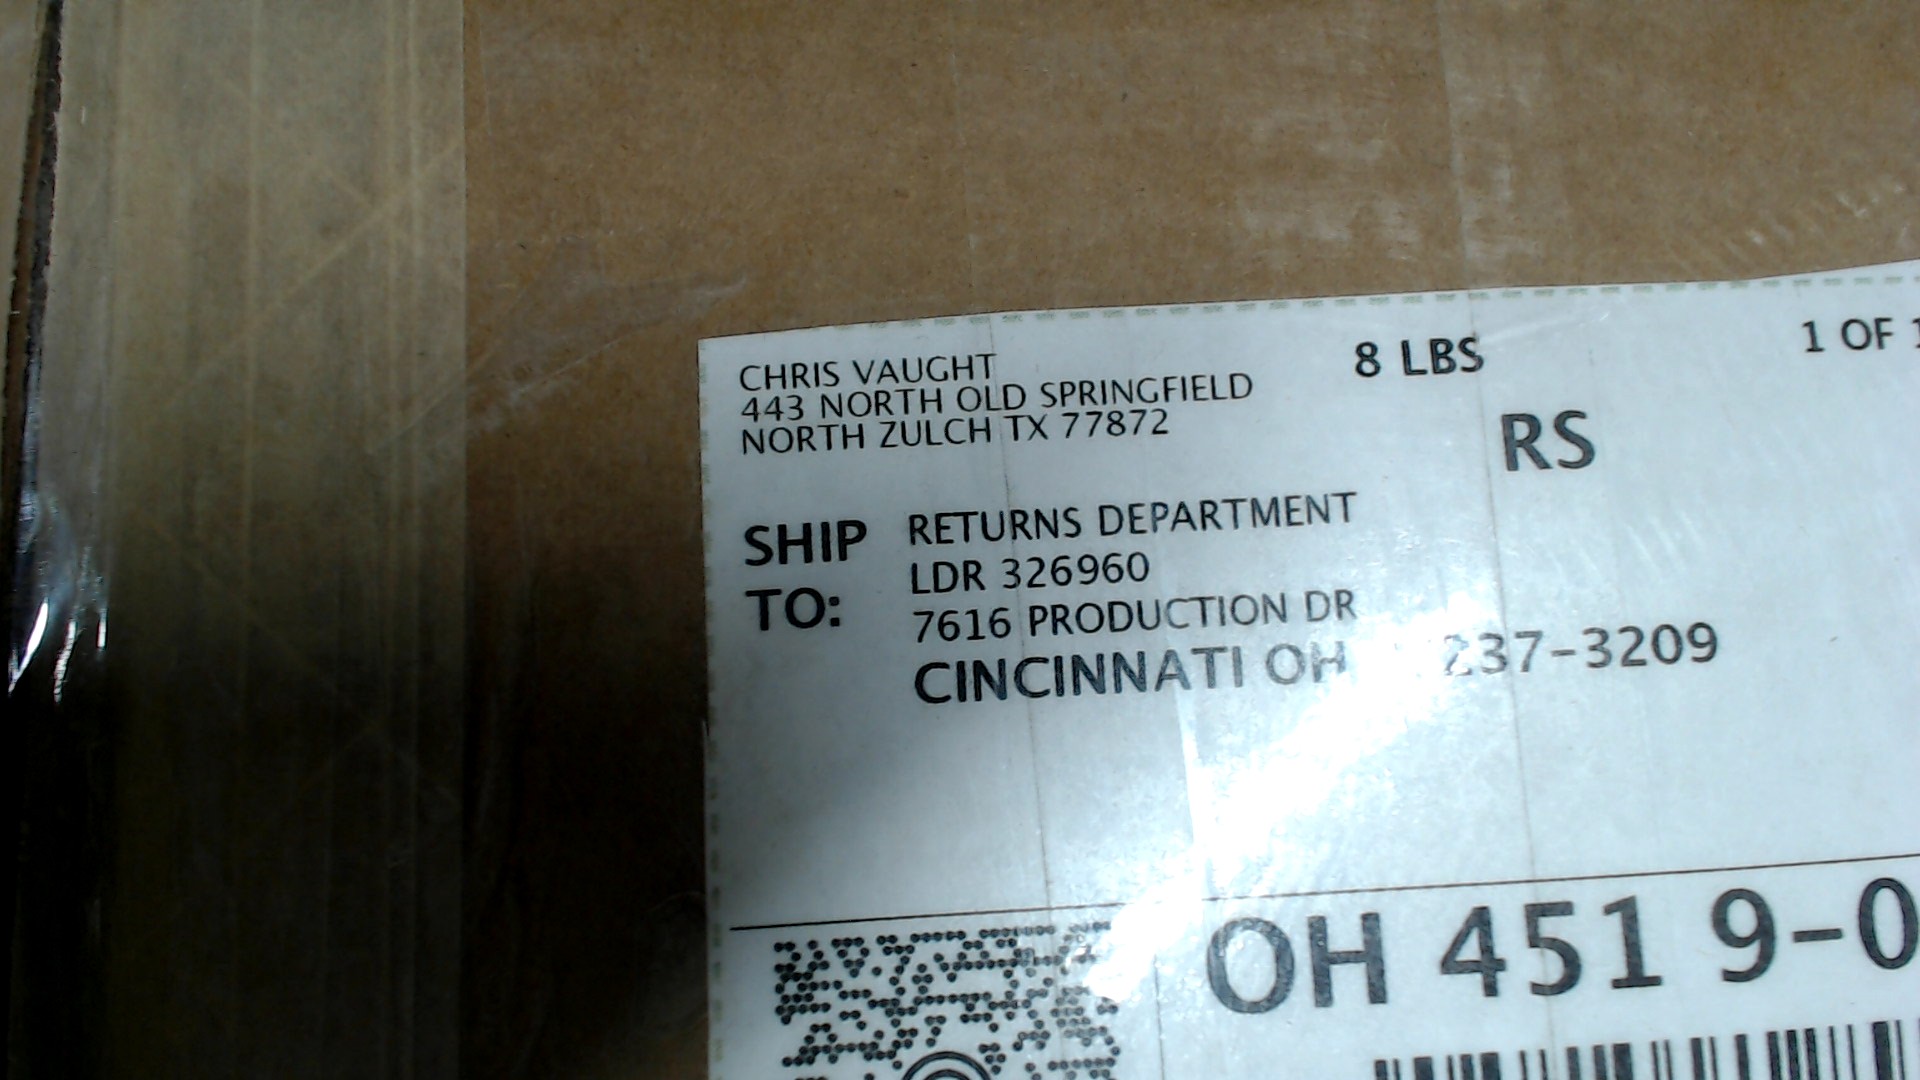 CHRIS VAUGHT
443 NORTH OLD SPRINGFIELD
NORTH ZULCH TX 77872
8 LBS
1 OF 1
RS
SHIP TO:
RETURNS DEPARTMENT
LDR 326960
7616 PRODUCTION DR
CINCINNATI OH 237-3209
OH 451 9-0